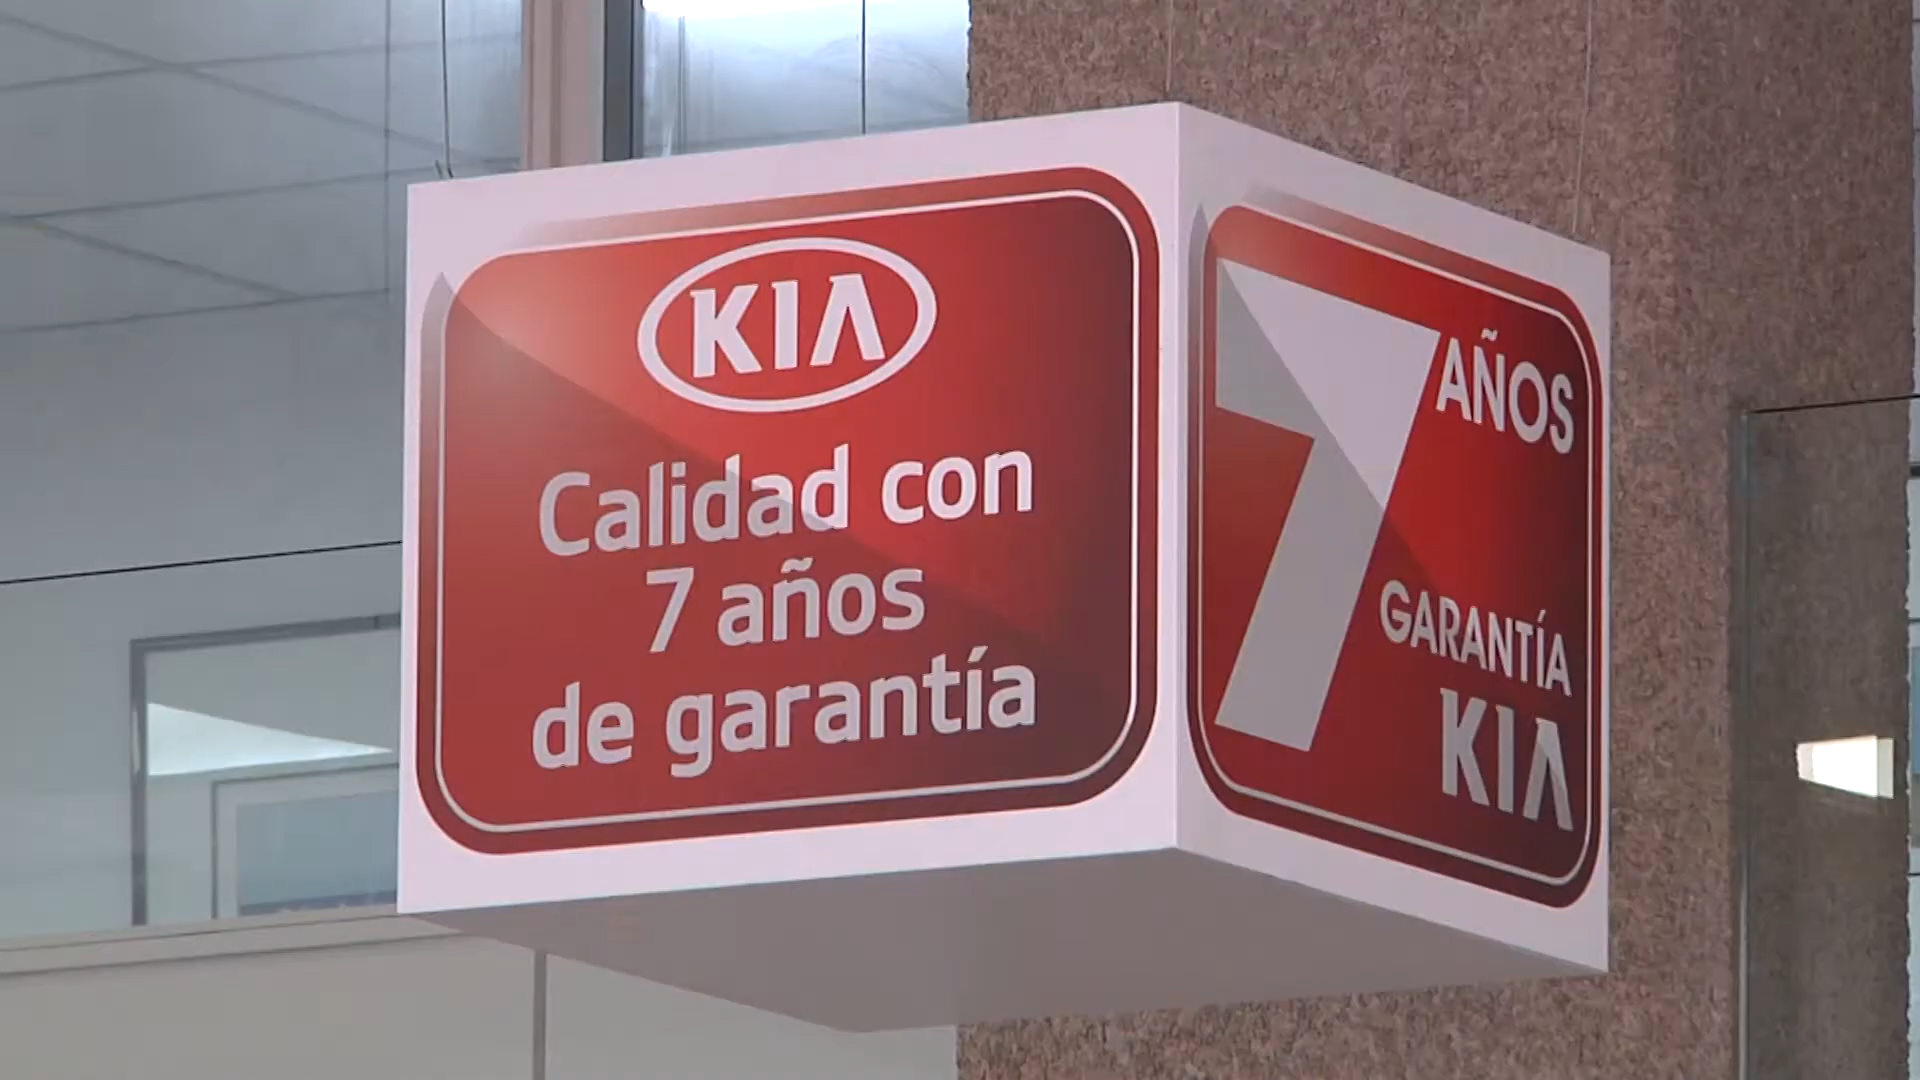 KIA
Calidad con
7 años
de garantía
7 AÑOS
GARANTÍA
KIA